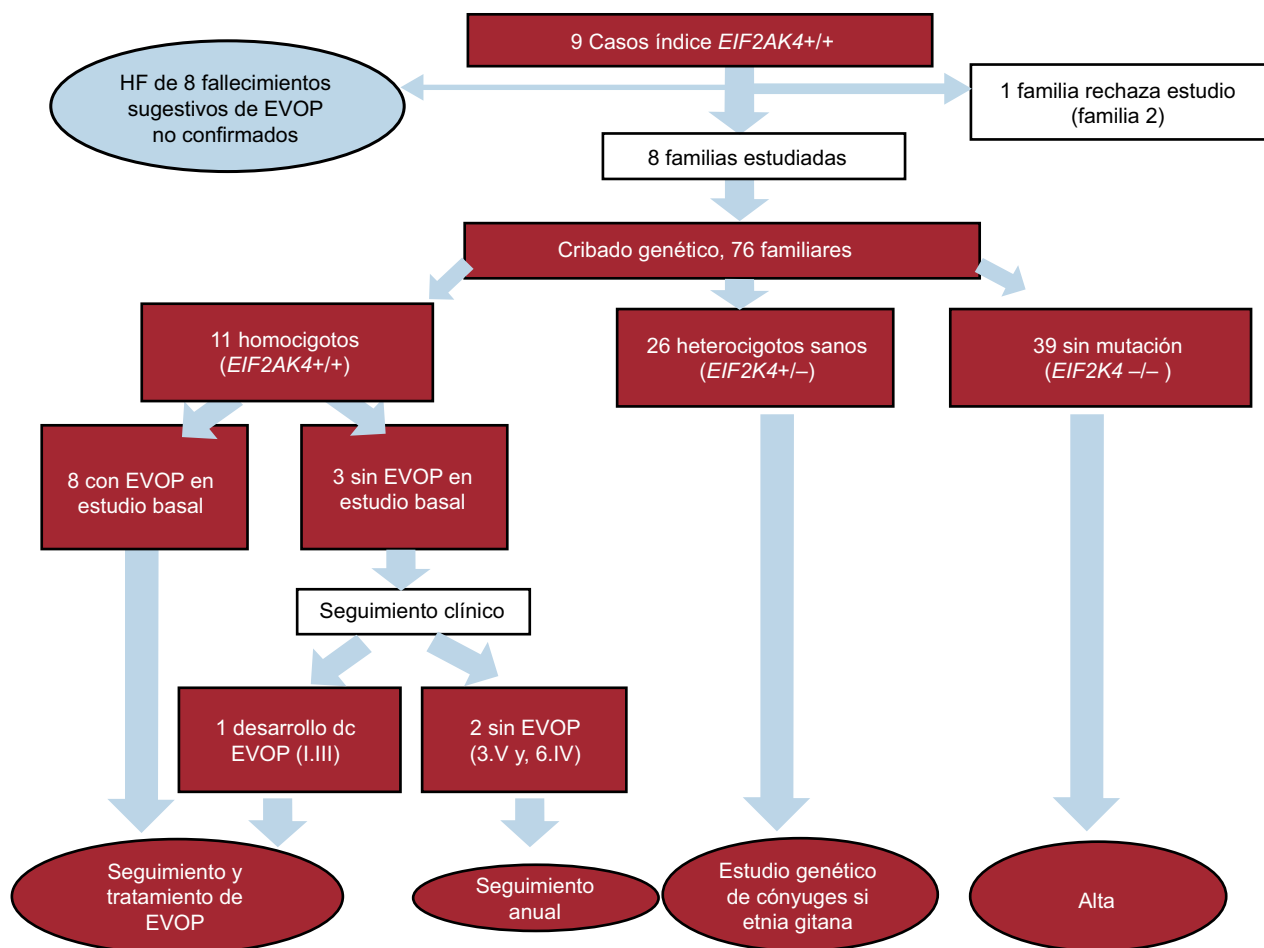 9 Casos índice EIF2AK4+/+
HF de 8 fallecimientos
sugestivos de EVOP
no confirmados
1 familia rechaza estudio
(familia 2)
8 familias estudiadas
Cribado genético, 76 familiares
11 homocigotos
(EIF2AK4+/+)
26 heterocigotos sanos
(EIF2K4+/–)
39 sin mutación
(EIF2K4 –/– )
8 con EVOP en
estudio basal
3 sin EVOP en
estudio basal
Seguimiento clínico
1 desarrollo dc
EVOP (I.III)
2 sin EVOP
(3.V y, 6.IV)
Seguimiento y
tratamiento de
EVOP
Seguimiento
anual
Estudio genético
de cónyuges si
etnia gitana
Alta